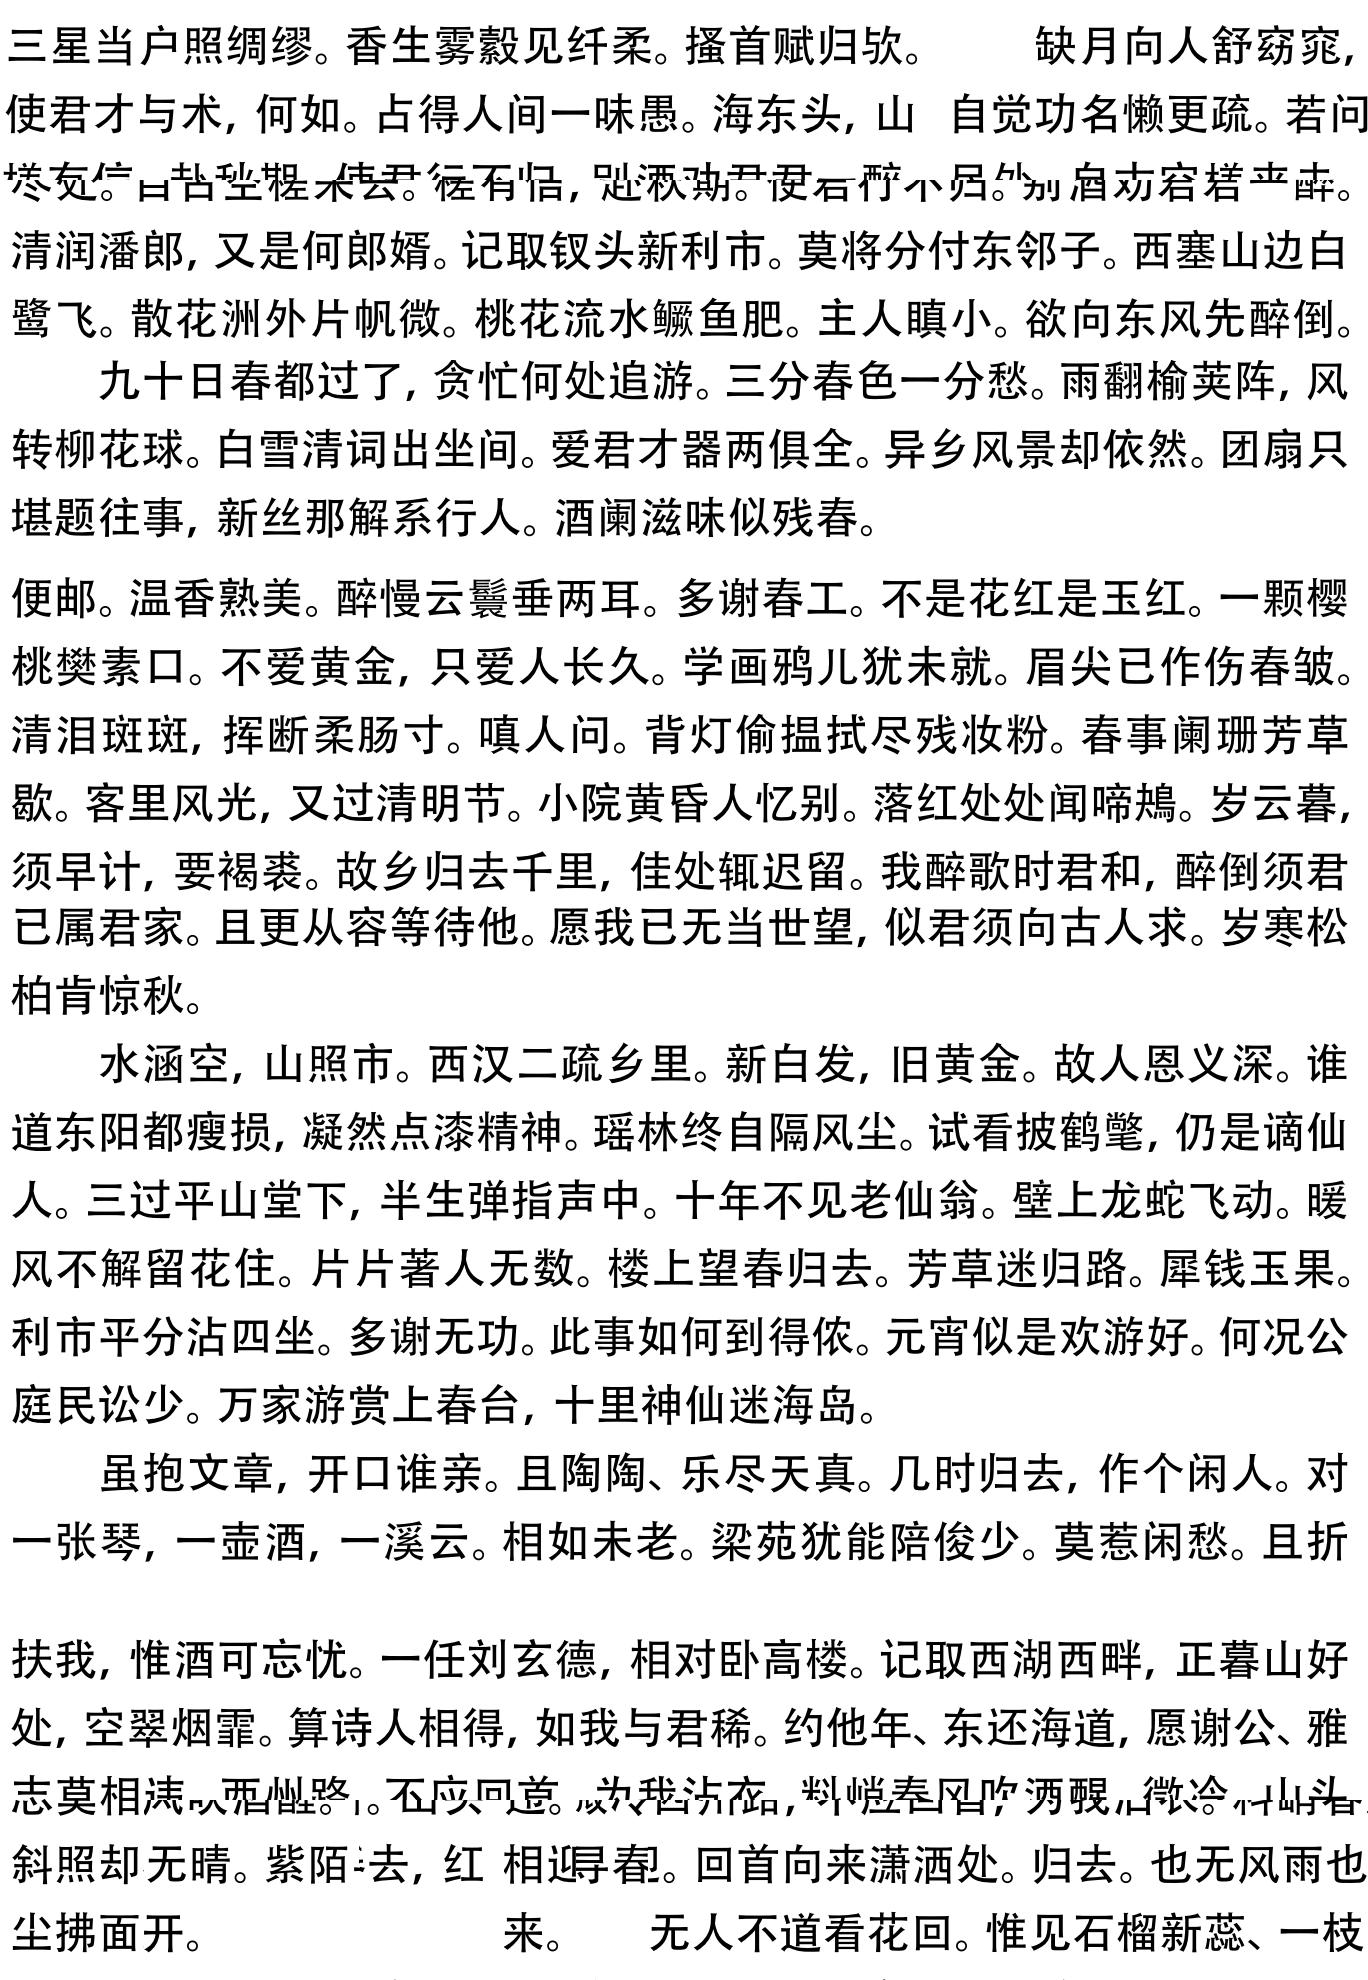 三星当户照绸缪。香生雾縠见纤柔。搔首赋归欤。 缺月向人舒窈窕,
使君才与术, 何如。占得人间一味愚。海东头, 山 自觉功名懒更疏。若问
清润潘郎, 又是何郎婿。记取钗头新利市。莫将分付东邻子。西塞山边白
鹭飞。散花洲外片帆微。桃花流水鳜鱼肥。主人瞋小。欲向东风先醉倒。
九十日春都过了, 贪忙何处追游。三分春色一分愁。雨翻榆荚阵, 风
转柳花球。白雪清词出坐间。爱君才器两俱全。异乡风景却依然。团扇只
堪题往事, 新丝那解系行人。酒阑滋味似残春。
便邮。温香熟美。醉慢云鬟垂两耳。多谢春工。不是花红是玉红。一颗樱
桃樊素口。不爱黄金, 只爱人长久。学画鸦儿犹未就。眉尖已作伤春皱。
清泪斑斑, 挥断柔肠寸。嗔人问。背灯偷揾拭尽残妆粉。春事阑珊芳草
歇。客里风光, 又过清明节。小院黄昏人忆别。落红处处闻啼鴂。岁云暮,
须早计, 要褐裘。故乡归去千里, 佳处辄迟留。我醉歌时君和, 醉倒须君
已属君家。且更从容等待他。愿我已无当世望, 似君须向古人求。岁寒松
柏肯惊秋。
水涵空, 山照市。西汉二疏乡里。新白发, 旧黄金。故人恩义深。谁
道东阳都瘦损, 凝然点漆精神。瑶林终自隔风尘。试看披鹤氅, 仍是谪仙
人。三过平山堂下, 半生弹指声中。十年不见老仙翁。壁上龙蛇飞动。暖
风不解留花住。片片著人无数。楼上望春归去。芳草迷归路。犀钱玉果。
利市平分沾四坐。多谢无功。此事如何到得侬。元宵似是欢游好。何况公
庭民讼少。万家游赏上春台, 十里神仙迷海岛。
虽抱文章, 开口谁亲。且陶陶、乐尽天真。几时归去, 作个闲人。对
一张琴, 一壶酒, 一溪云。相如未老。梁苑犹能陪俊少。莫惹闲愁。且折
扶我, 惟酒可忘忧。一任刘玄德, 相对卧高楼。记取西湖西畔, 正暮山好
处, 空翠烟霏。算诗人相得, 如我与君稀。约他年、东还海道, 愿谢公、雅
志莫相违。
斜照却无晴。紫陌 去, 红 相迎 寻春 。回首向来潇洒处。归去。也无风雨也
尘拂面开。 来。 无人不道看花回。惟见石榴新蕊、一枝